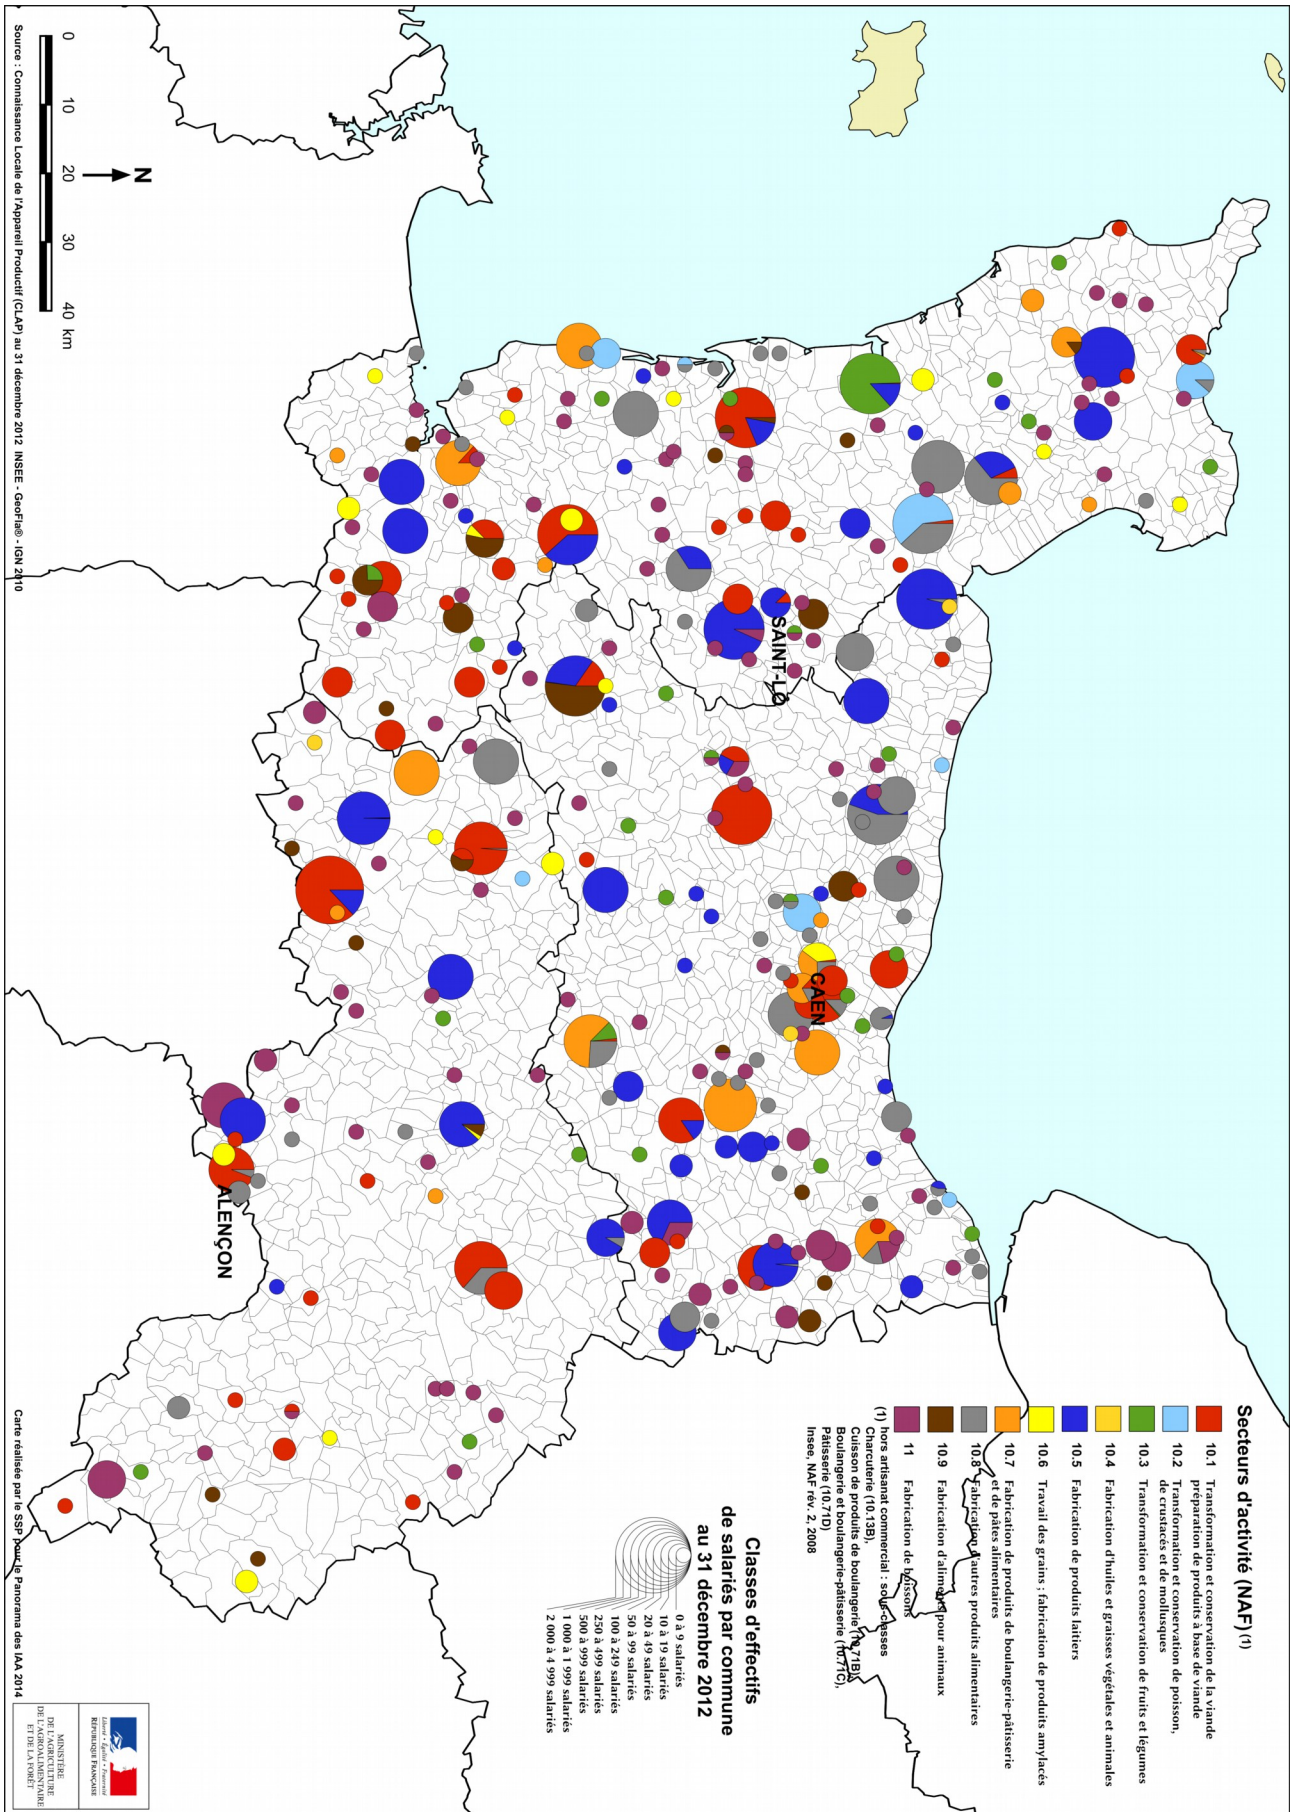 Secteurs d'activité (NAF) (1)
10.1 Transformation et conservation de la viande
préparation de produits à base de viande
10.2 Transformation et conservation de poisson,
de crustacés et de mollusques
10.3 Transformation et conservation de fruits et légumes
10.4 Fabrication d'huiles et graisses végétales et animales
10.5 Fabrication de produits laitiers
10.6 Travail des grains ; fabrication de produits amylacés
10.7 Fabrication de produits de boulangerie-pâtisserie
et de pâtes alimentaires
10.8 Fabrication d'autres produits alimentaires
10.9 Fabrication d'aliments pour animaux
11 Fabrication de boissons
(1) hors artisanat commercial : sous-classes
Charcuterie (10.13B),
Cuisson de produits de boulangerie (10.71B),
Boulangerie et boulangerie-pâtisserie (10.71C),
Pâtisserie (10.71D)
Insee, NAF rév. 2, 2008
Classes d'effectifs
de salariés par commune
au 31 décembre 2012
0 à 9 salariés
10 à 19 salariés
20 à 49 salariés
50 à 99 salariés
100 à 249 salariés
250 à 499 salariés
500 à 999 salariés
1 000 à 1 999 salariés
2 000 à 4 999 salariés
SAINT-LÔ
CAEN
ALENÇON
N
0 10 20 30 40 km
Source : Connaissance Locale de l'Appareil Productif (CLAP) au 31 décembre 2012 INSEE - GeoFla® - IGN 2010
Carte réalisée par le SSP pour le Panorama des IAA 2014
Liberté • Égalité • Fraternité
RÉPUBLIQUE FRANÇAISE
MINISTÈRE
DE L'AGRICULTURE
DE L'AGROALIMENTAIRE
ET DE LA FORÊT